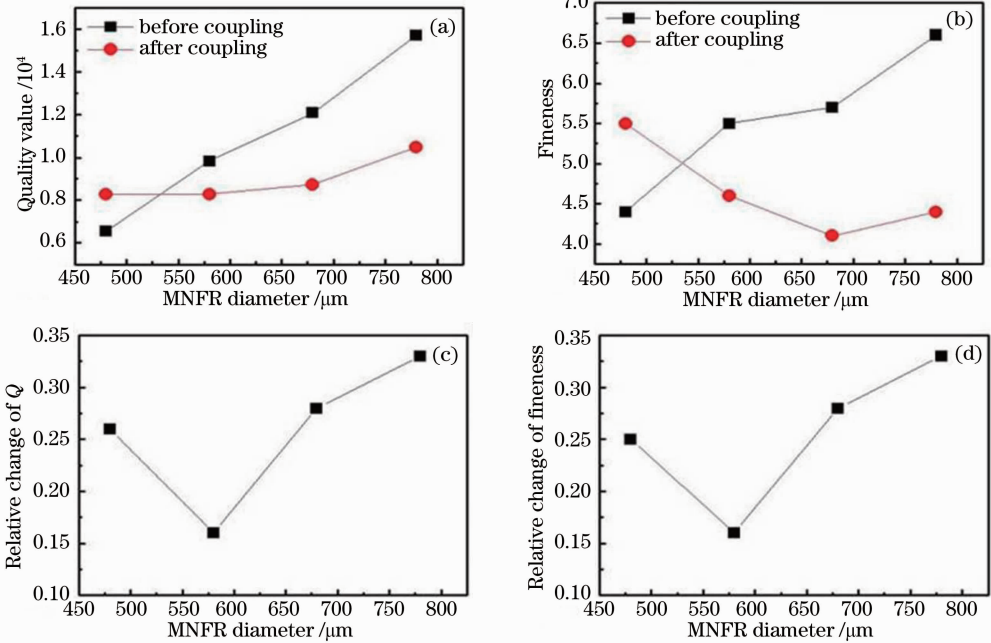 (a)
before coupling
after coupling
Quality value /10⁴
1.6
1.4
1.2
1.0
0.8
0.6
450 500 550 600 650 700 750 800
MNFR diameter /μm
(b)
before coupling
after coupling
Fineness
7.0
6.5
6.0
5.5
5.0
4.5
4.0
450 500 550 600 650 700 750 800
MNFR diameter /μm
(c)
Relative change of Q
0.35
0.30
0.25
0.20
0.15
0.10
450 500 550 600 650 700 750 800
MNFR diameter /μm
(d)
Relative change of fineness
0.35
0.30
0.25
0.20
0.15
0.10
450 500 550 600 650 700 750 800
MNFR diameter /μm